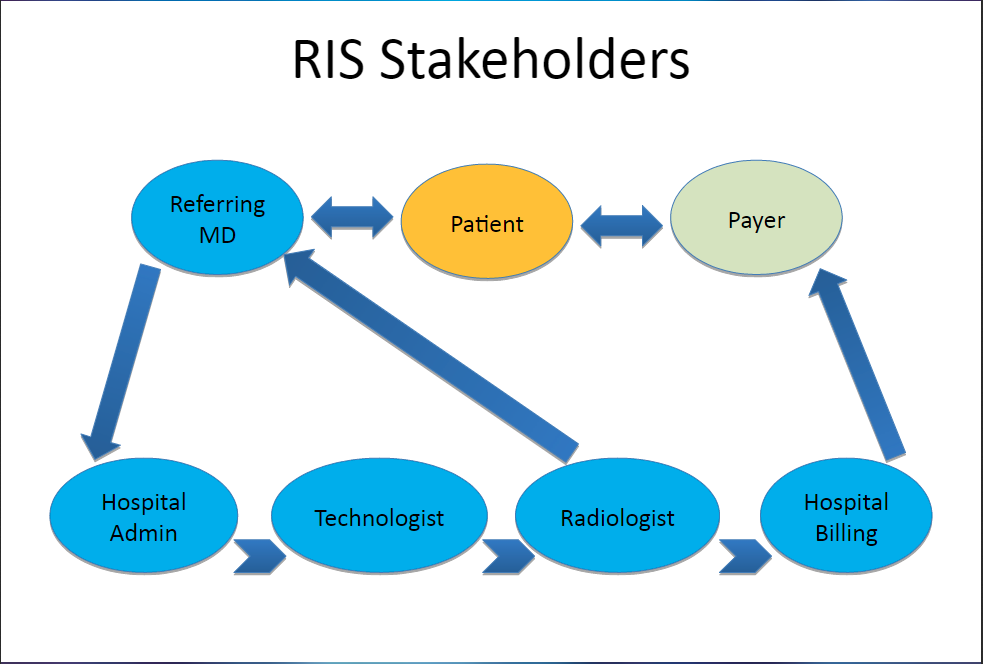 RIS Stakeholders
Referring
MD
Patient
Payer
Hospital
Admin
Technologist
Radiologist
Hospital
Billing